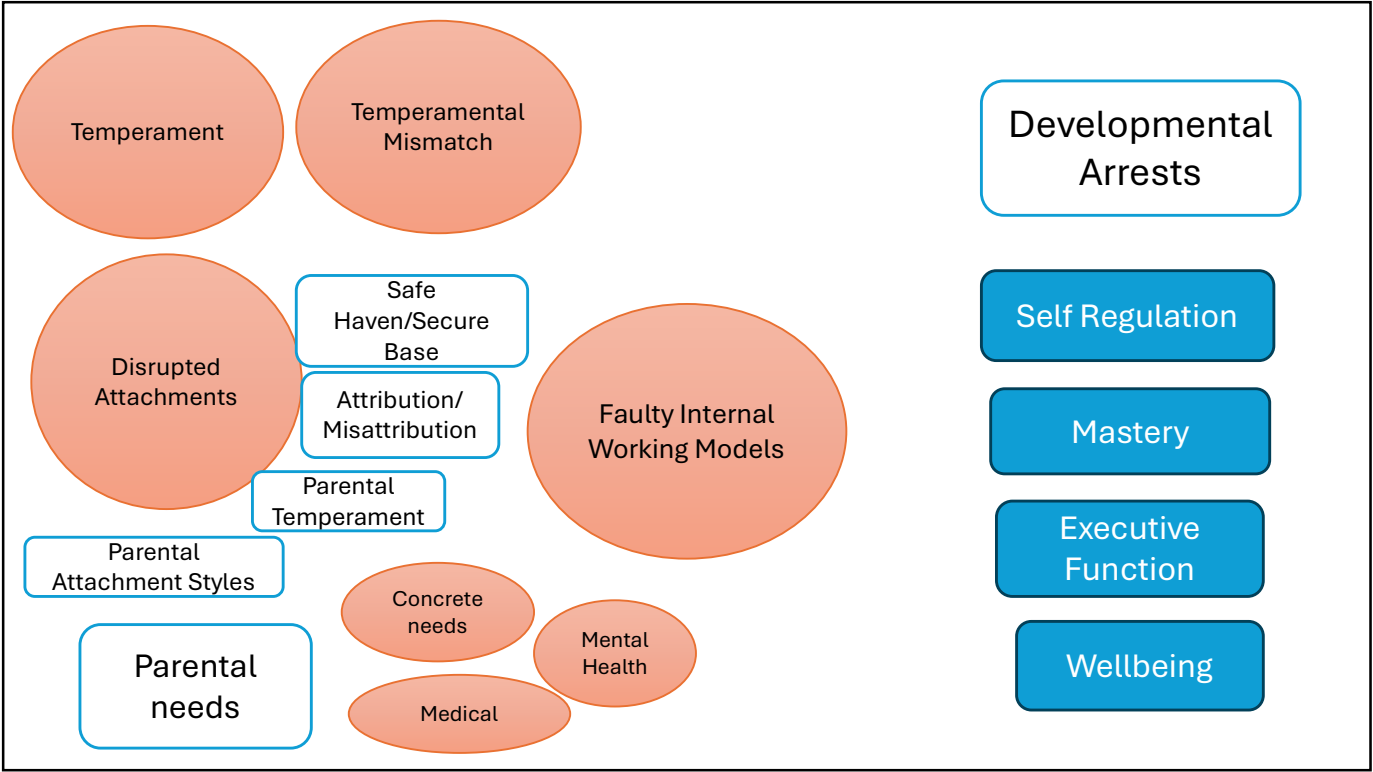 Temperament
Temperamental
Mismatch
Developmental
Arrests
Disrupted
Attachments
Safe
Haven/Secure
Base
Attribution/
Misattribution
Parental
Temperament
Parental
Attachment Styles
Faulty Internal
Working Models
Self Regulation
Mastery
Executive
Function
Wellbeing
Parental
needs
Concrete
needs
Mental
Health
Medical